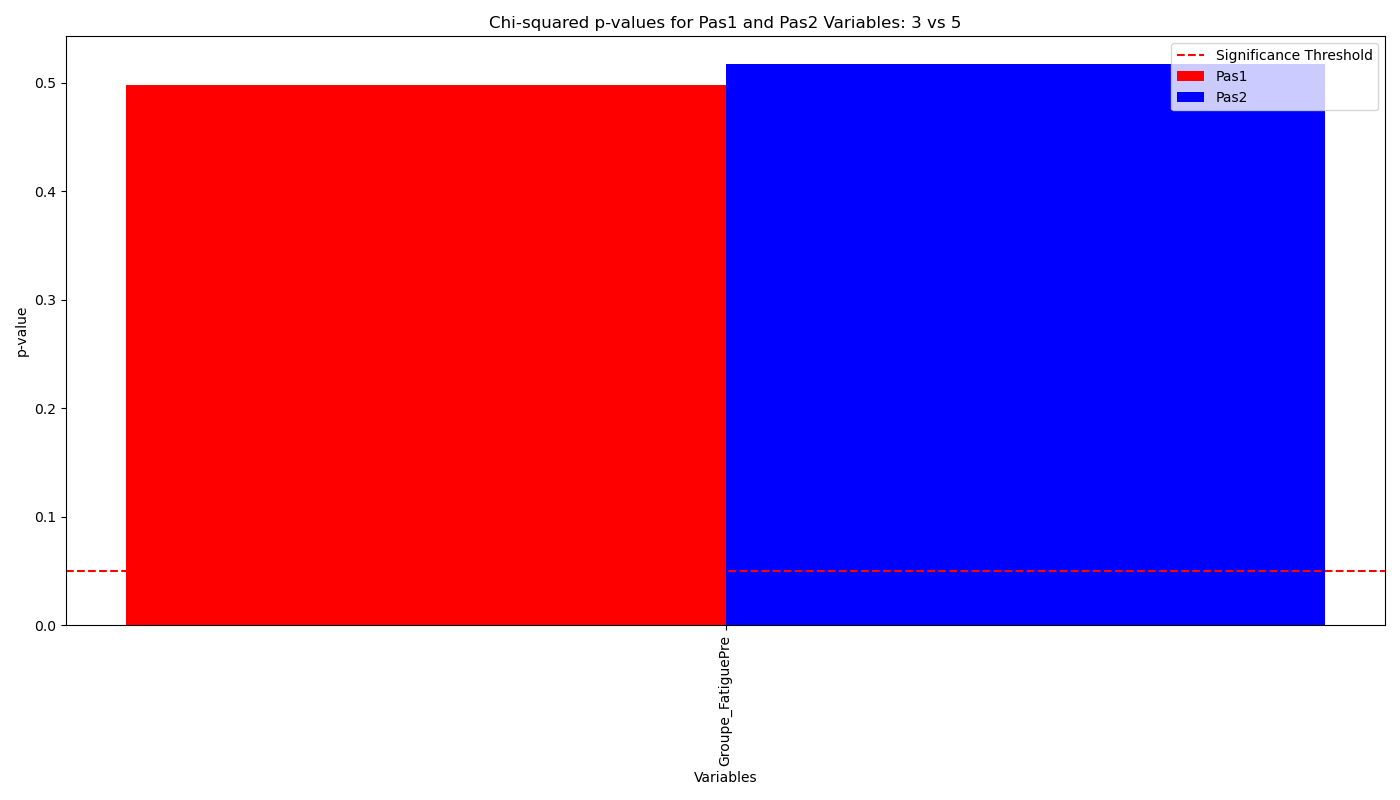 Chi-squared p-values for Pas1 and Pas2 Variables: 3 vs 5
Significance Threshold
Pas1
Pas2
p-value
0.5
0.4
0.3
0.2
0.1
0.0
Groupe_FatiguePre
Variables